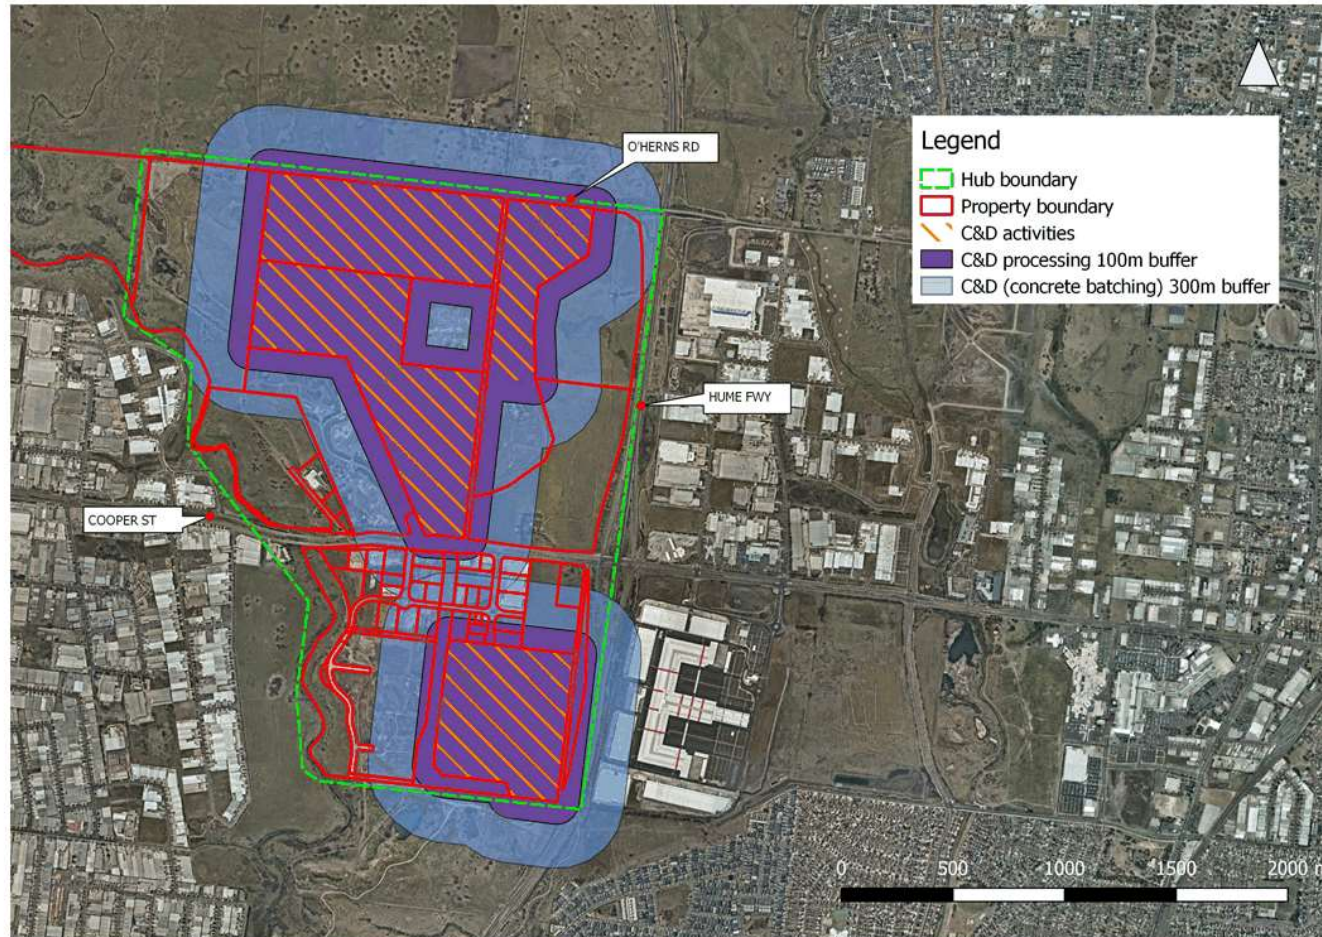 O'HERNS RD
Legend
Hub boundary
Property boundary
C&D activities
C&D processing 100m buffer
C&D (concrete batching) 300m buffer
HUME FWY
COOPER ST
0 500 1000 1500 2000 m